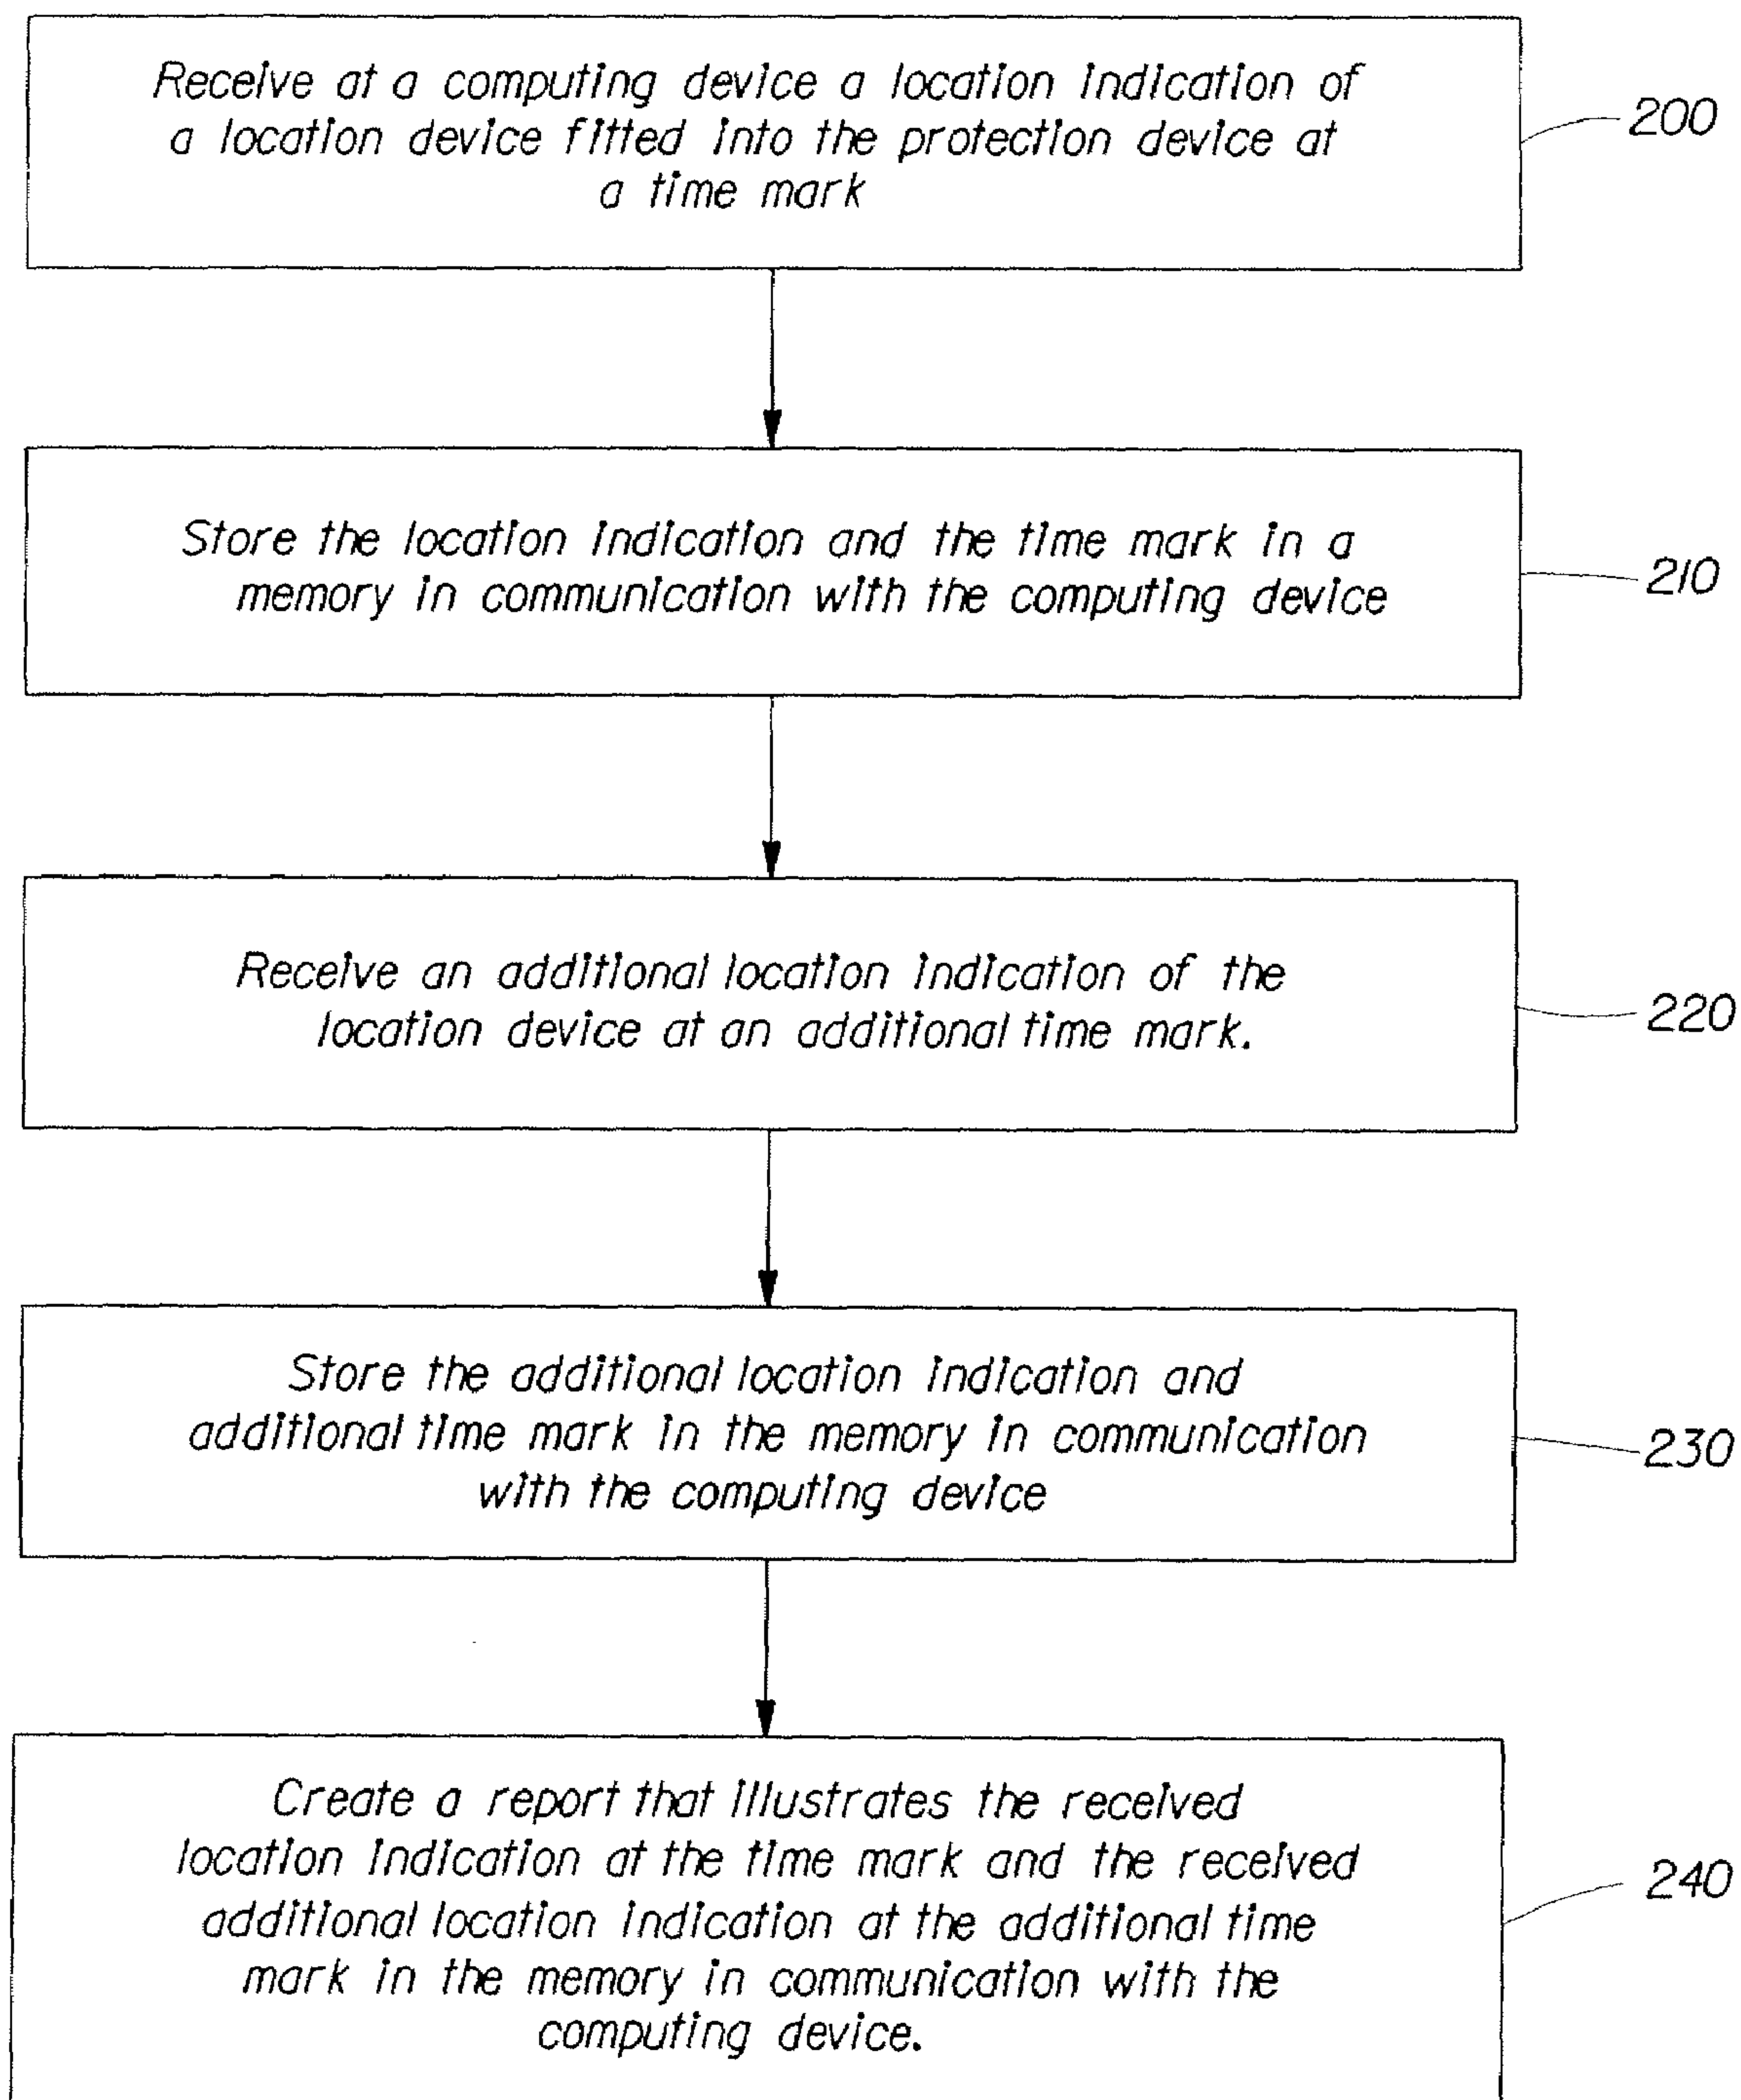 Receive at a computing device a location indication of
a location device fitted into the protection device at
a time mark
200
Store the location indication and the time mark in a
memory in communication with the computing device
210
Receive an additional location indication of the
location device at an additional time mark.
220
Store the additional location indication and
additional time mark in the memory in communication
with the computing device
230
Create a report that illustrates the received
location indication at the time mark and the received
additional location indication at the additional time
mark in the memory in communication with the
computing device.
240